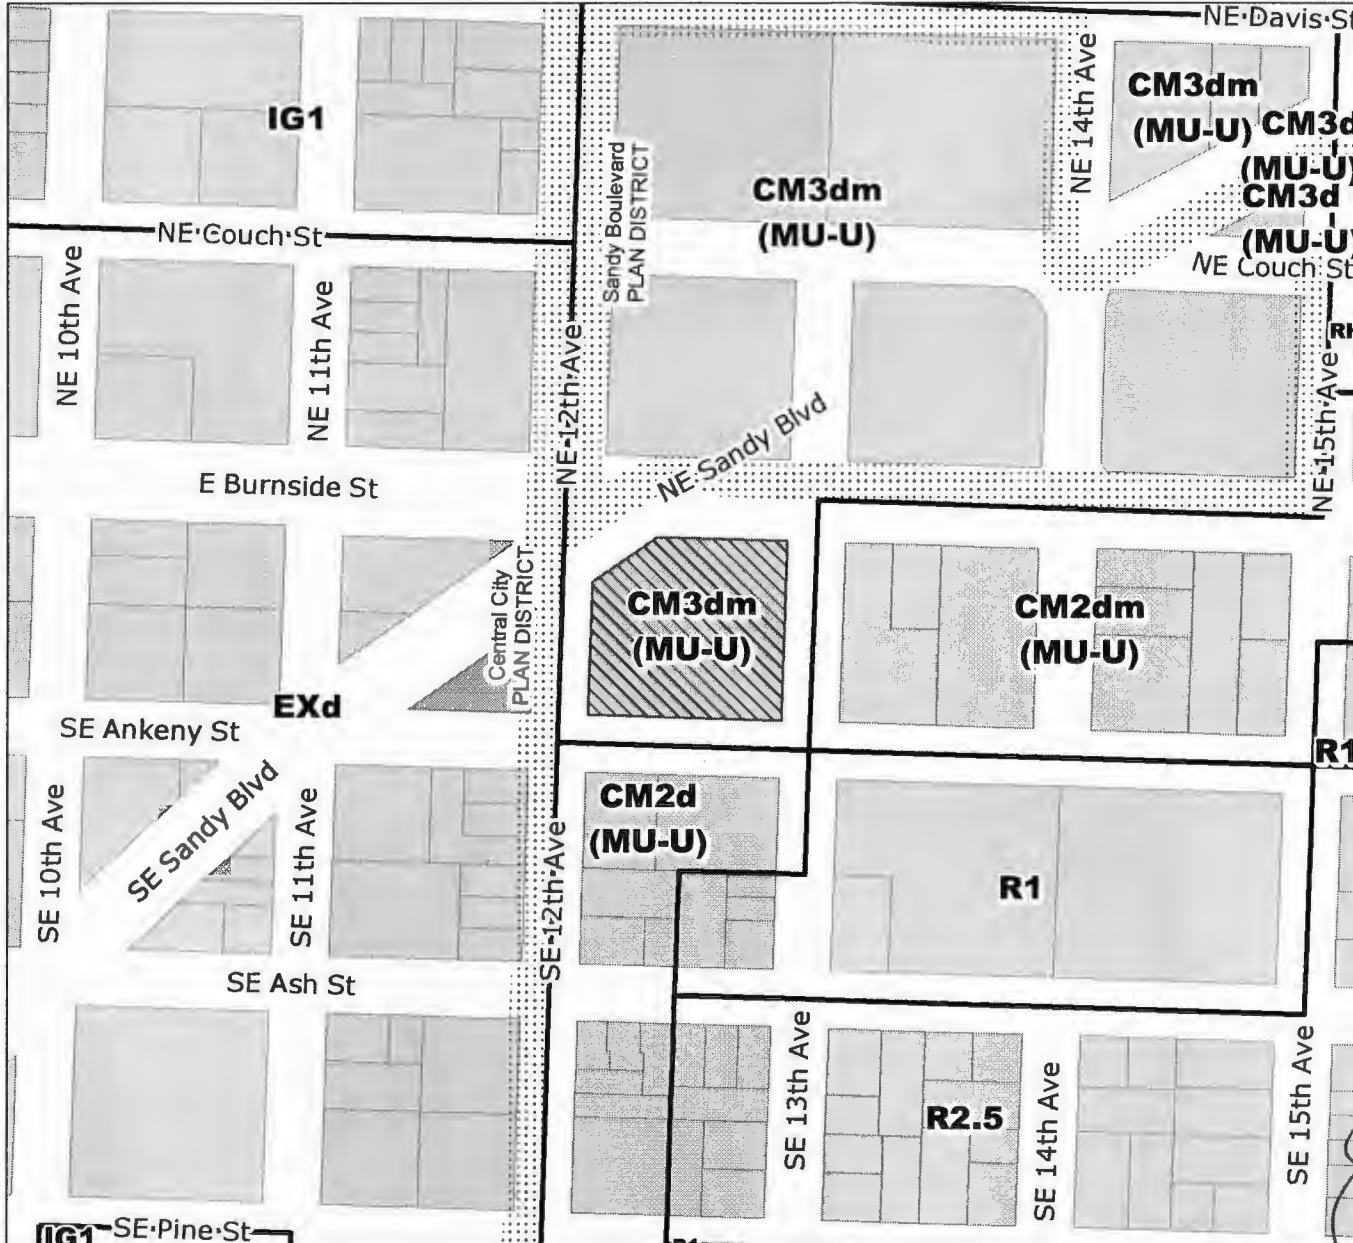 NE Davis St
IG1
NE 14th Ave
CM3dm
(MU-U)
CM3d
(MU-U)
CM3d
(MU-U)
Sandy Boulevard
PLAN DISTRICT
CM3dm
(MU-U)
NE Couch St
NE Couch St
NE 10th Ave
NE 11th Ave
NE 12th Ave
NE 15th Ave
NE Sandy Blvd
E Burnside St
Central City
PLAN DISTRICT
CM3dm
(MU-U)
CM2dm
(MU-U)
EXd
SE Ankeny St
R1
SE Sandy Blvd
SE 10th Ave
SE 11th Ave
SE 12th Ave
CM2d
(MU-U)
R1
SE Ash St
SE 13th Ave
R2.5
SE 14th Ave
SE 15th Ave
IG1
SE Pine St